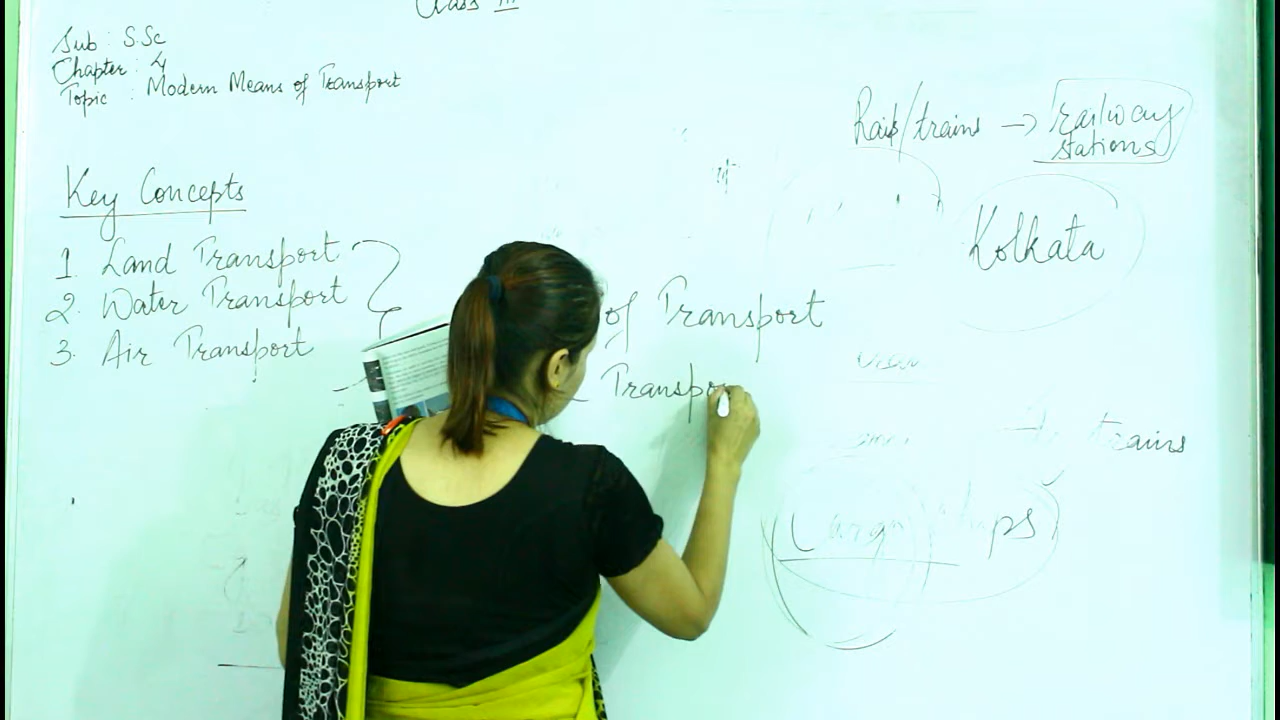 Class III
Sub : S.Sc
Chapter : 4
Topic : Modern Means of Transport
Key Concepts
1. Land Transport
2. Water Transport
3. Air Transport
of Transport
Transpo
Rails/trains → railway
stations
Kolkata
trains
Large ships